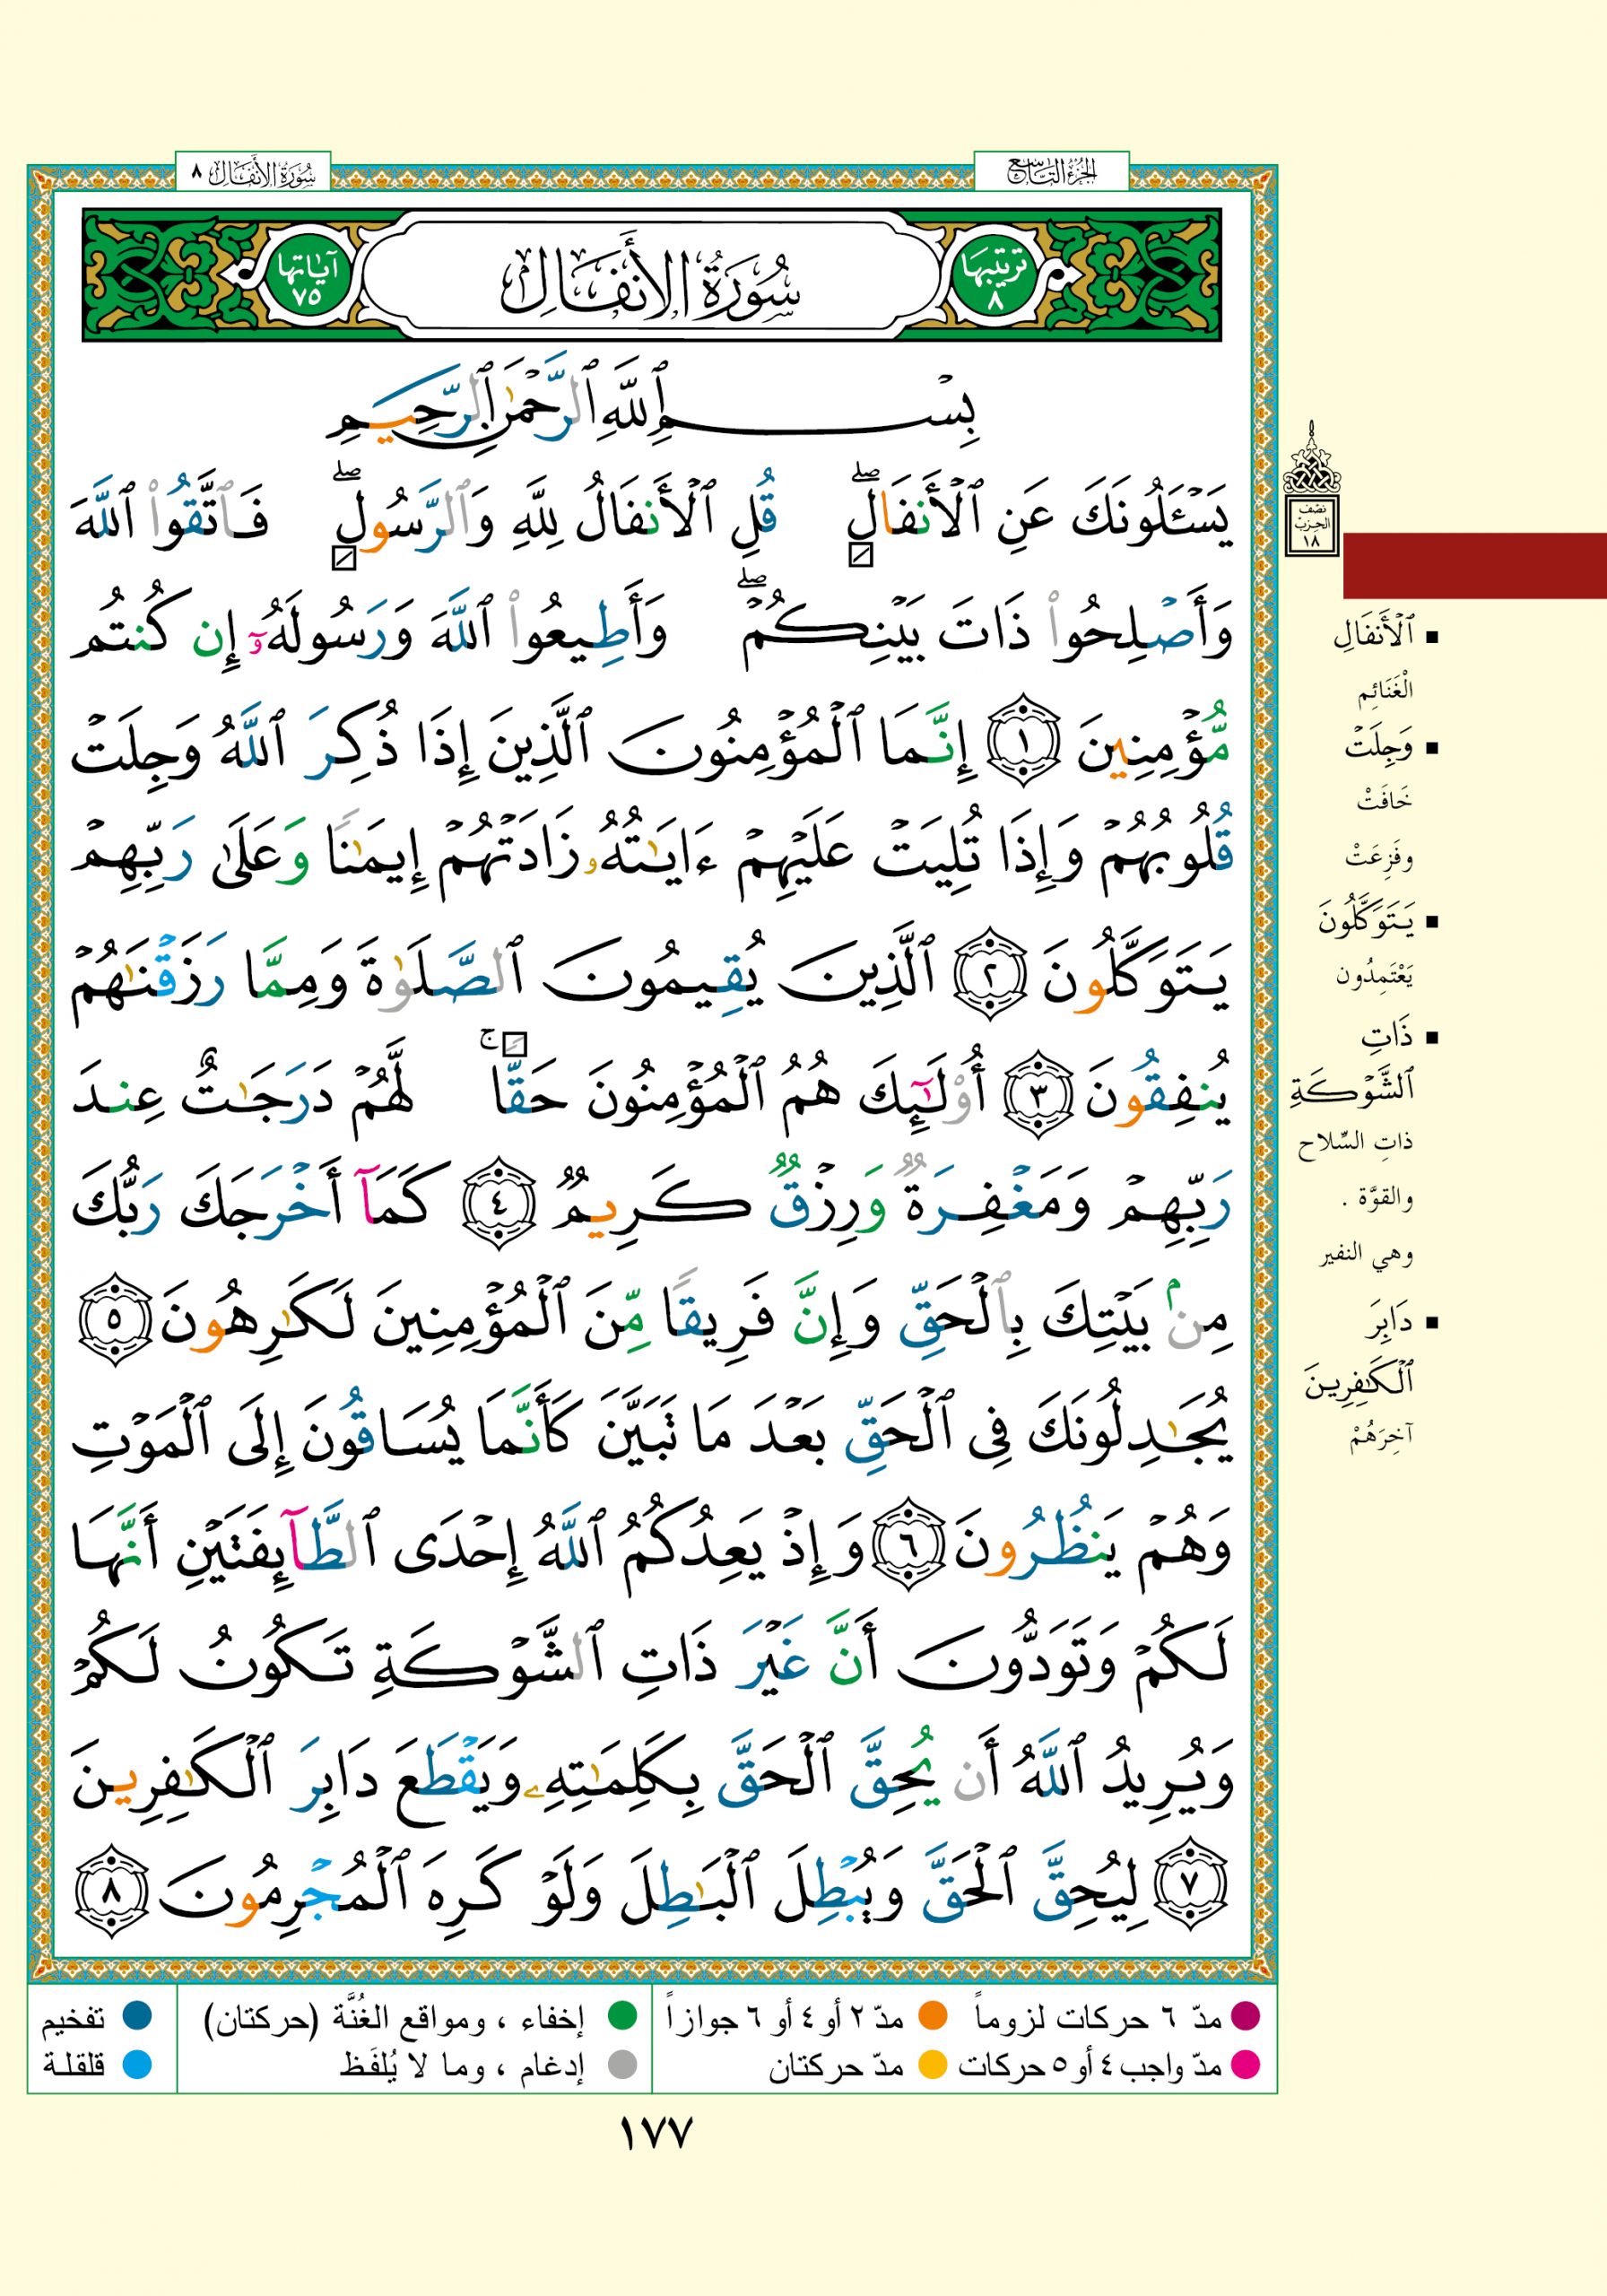 الجزء التاسع
سورة الأنفال ٨
ترتيبها ٨
سُورَةُ الأَنفَالِ
آياتها ٧٥
بِسْمِ ٱللَّهِ ٱلرَّحْمَٰنِ ٱلرَّحِيمِ
يَسْـَٔلُونَكَ عَنِ ٱلْأَنفَالِۖ قُلِ ٱلْأَنفَالُ لِلَّهِ وَٱلرَّسُولِۖ فَٱتَّقُوا۟ ٱللَّهَ
وَأَصْلِحُوا۟ ذَاتَ بَيْنِكُمْۖ وَأَطِيعُوا۟ ٱللَّهَ وَرَسُولَهُۥٓ إِن كُنتُم
مُّؤْمِنِينَ ١ إِنَّمَا ٱلْمُؤْمِنُونَ ٱلَّذِينَ إِذَا ذُكِرَ ٱللَّهُ وَجِلَتْ
قُلُوبُهُمْ وَإِذَا تُلِيَتْ عَلَيْهِمْ ءَايَٰتُهُۥ زَادَتْهُمْ إِيمَٰنًا وَعَلَىٰ رَبِّهِمْ
يَتَوَكَّلُونَ ٢ ٱلَّذِينَ يُقِيمُونَ ٱلصَّلَوٰةَ وَمِمَّا رَزَقْنَٰهُمْ
يُنفِقُونَ ٣ أُو۟لَٰٓئِكَ هُمُ ٱلْمُؤْمِنُونَ حَقًّاۚ لَّهُمْ دَرَجَٰتٌ عِندَ
رَبِّهِمْ وَمَغْفِرَةٌ وَرِزْقٌ كَرِيمٌ ٤ كَمَآ أَخْرَجَكَ رَبُّكَ
مِنۢ بَيْتِكَ بِٱلْحَقِّ وَإِنَّ فَرِيقًا مِّنَ ٱلْمُؤْمِنِينَ لَكَٰرِهُونَ ٥
يُجَٰدِلُونَكَ فِى ٱلْحَقِّ بَعْدَ مَا تَبَيَّنَ كَأَنَّمَا يُسَاقُونَ إِلَى ٱلْمَوْتِ
وَهُمْ يَنظُرُونَ ٦ وَإِذْ يَعِدُكُمُ ٱللَّهُ إِحْدَى ٱلطَّآئِفَتَيْنِ أَنَّهَا
لَكُمْ وَتَوَدُّونَ أَنَّ غَيْرَ ذَاتِ ٱلشَّوْكَةِ تَكُونُ لَكُمْ
وَيُرِيدُ ٱللَّهُ أَن يُحِقَّ ٱلْحَقَّ بِكَلِمَٰتِهِۦ وَيَقْطَعَ دَابِرَ ٱلْكَٰفِرِينَ
٧ لِيُحِقَّ ٱلْحَقَّ وَيُبْطِلَ ٱلْبَٰطِلَ وَلَوْ كَرِهَ ٱلْمُجْرِمُونَ ٨
نصف
الحزب
١٨
▪ ٱلْأَنفَالِ
الْغَنَائِمِ
▪ وَجِلَتْ
خَافَتْ
وفَزِعَتْ
▪ يَتَوَكَّلُونَ
يَعْتَمِدُون
▪ ذَاتِ
ٱلشَّوْكَةِ
ذاتِ السِّلاح
والقوَّة .
وهي النفير
▪ دَابِرَ
ٱلْكَٰفِرِينَ
آخِرَهُمْ
مدّ ٦ حركات لزوماً مدّ ٢ أو ٤ أو ٦ جوازاً إخفاء ، ومواقع الغُنَّة (حركتان) تفخيم
مدّ واجب ٤ أو ٥ حركات مدّ حركتان إدغام ، وما لا يُلفَظ قلقلة
١٧٧